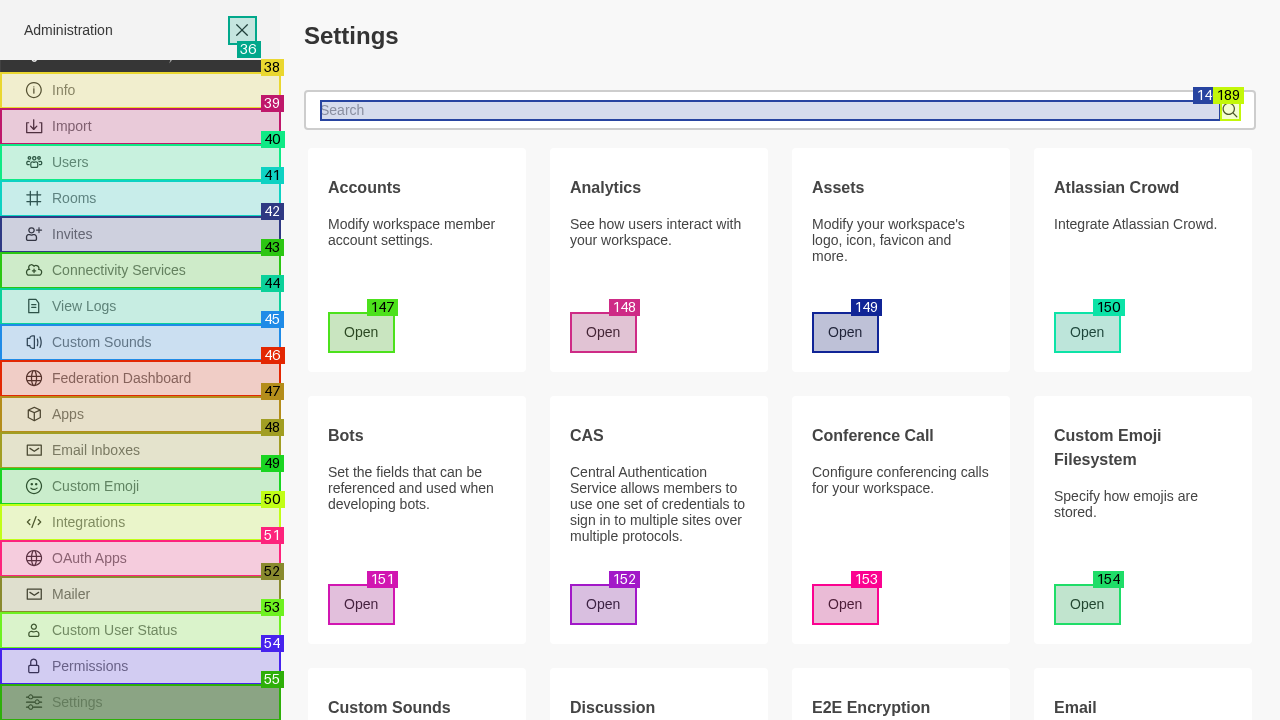 Administration
36
38
Info
39
Import
40
Users
41
Rooms
42
Invites
43
Connectivity Services
44
View Logs
45
Custom Sounds
46
Federation Dashboard
47
Apps
48
Email Inboxes
49
Custom Emoji
50
Integrations
51
OAuth Apps
52
Mailer
53
Custom User Status
54
Permissions
55
Settings
Settings
Search
14
189
Accounts
Modify workspace member
account settings.
147
Open
Analytics
See how users interact with
your workspace.
148
Open
Assets
Modify your workspace's
logo, icon, favicon and
more.
149
Open
Atlassian Crowd
Integrate Atlassian Crowd.
150
Open
Bots
Set the fields that can be
referenced and used when
developing bots.
151
Open
CAS
Central Authentication
Service allows members to
use one set of credentials to
sign in to multiple sites over
multiple protocols.
152
Open
Conference Call
Configure conferencing calls
for your workspace.
153
Open
Custom Emoji
Filesystem
Specify how emojis are
stored.
154
Open
Custom Sounds
Discussion
E2E Encryption
Email